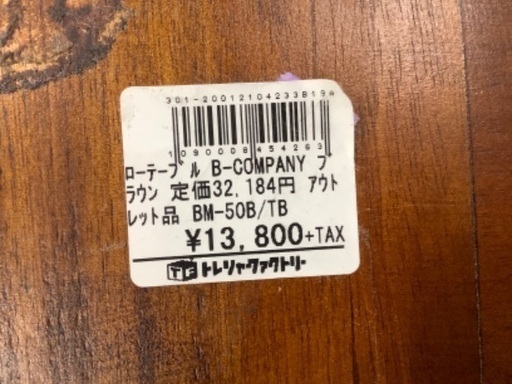 301-20012104233B19A
1090008454263
ローテーブル B-COMPANY ブ
ラウン 定価32,184円 アウト
レット品 BM-50B/TB
¥13,800+TAX
TF トレジャーファクトリー